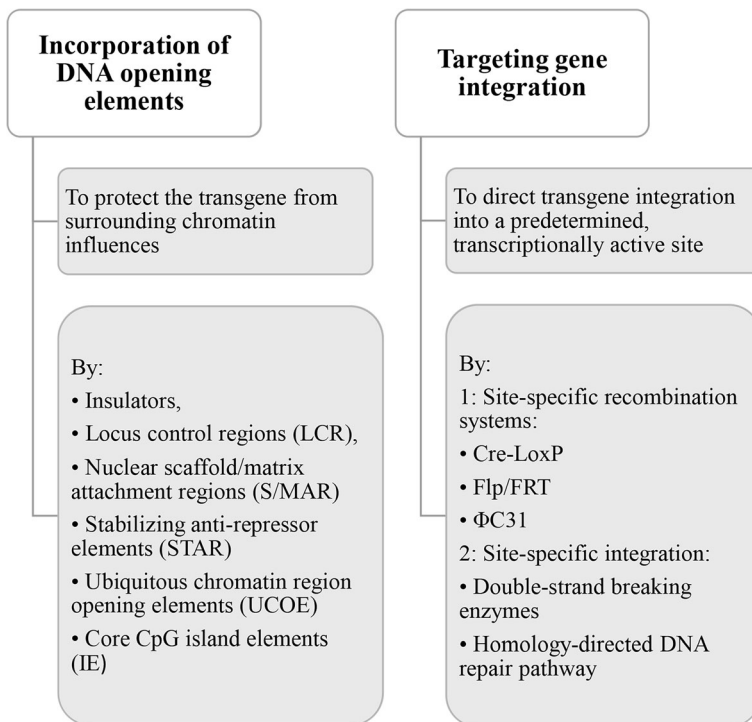 Incorporation of
DNA opening
elements
To protect the transgene from
surrounding chromatin
influences
By:
• Insulators,
• Locus control regions (LCR),
• Nuclear scaffold/matrix
attachment regions (S/MAR)
• Stabilizing anti-repressor
elements (STAR)
• Ubiquitous chromatin region
opening elements (UCOE)
• Core CpG island elements
(IE)
Targeting gene
integration
To direct transgene integration
into a predetermined,
transcriptionally active site
By:
1: Site-specific recombination
systems:
• Cre-LoxP
• Flp/FRT
• ΦC31
2: Site-specific integration:
• Double-strand breaking
enzymes
• Homology-directed DNA
repair pathway